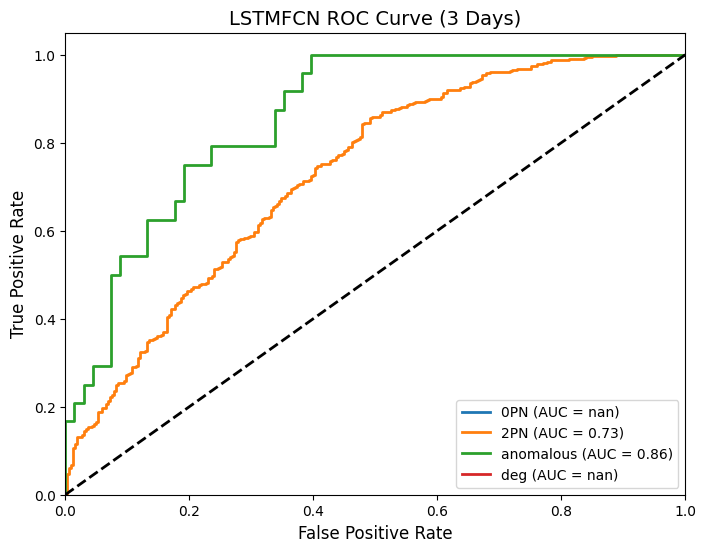 LSTMFCN ROC Curve (3 Days)
True Positive Rate
1.0
0.8
0.6
0.4
0.2
0.0
0PN (AUC = nan)
2PN (AUC = 0.73)
anomalous (AUC = 0.86)
deg (AUC = nan)
0.0 0.2 0.4 0.6 0.8 1.0
False Positive Rate